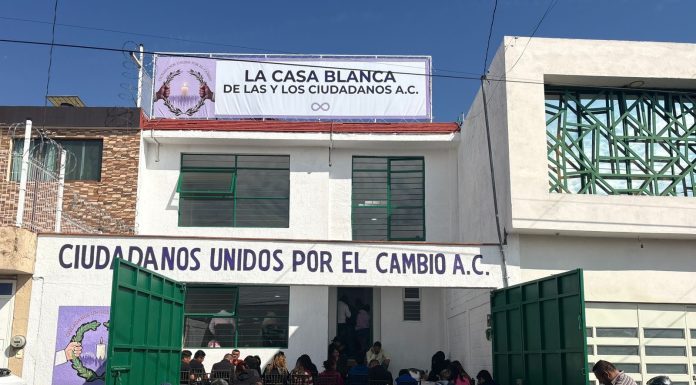 LA CASA BLANCA
DE LAS Y LOS CIUDADANOS A.C.
CIUDADANOS UNIDOS POR EL CAMBIO A.C.